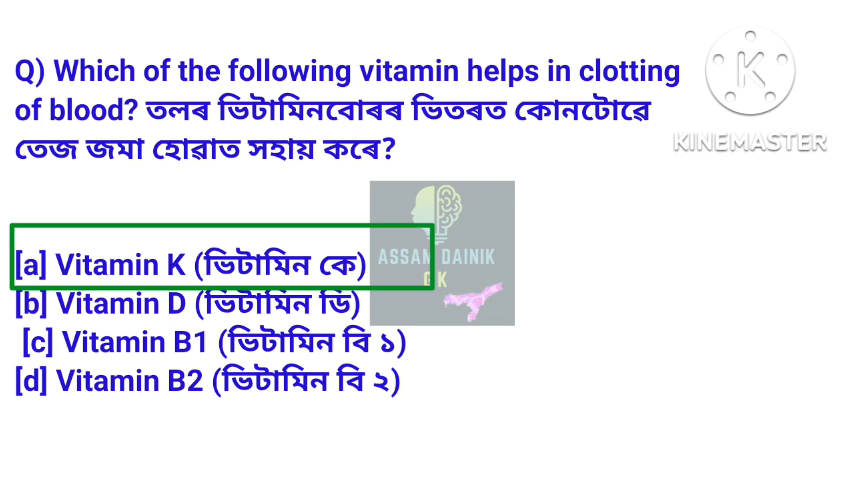 Q) Which of the following vitamin helps in clotting
of blood? তলৰ ভিটামিনবোৰৰ ভিতৰত কোনটোৱে
তেজ জমা হোৱাত সহায় কৰে?
KINEMASTER
[a] Vitamin K (ভিটামিন কে)
[b] Vitamin D (ভিটামিন ডি)
[c] Vitamin B1 (ভিটামিন বি ১)
[d] Vitamin B2 (ভিটামিন বি ২)
ASSAM DAINIK
GK